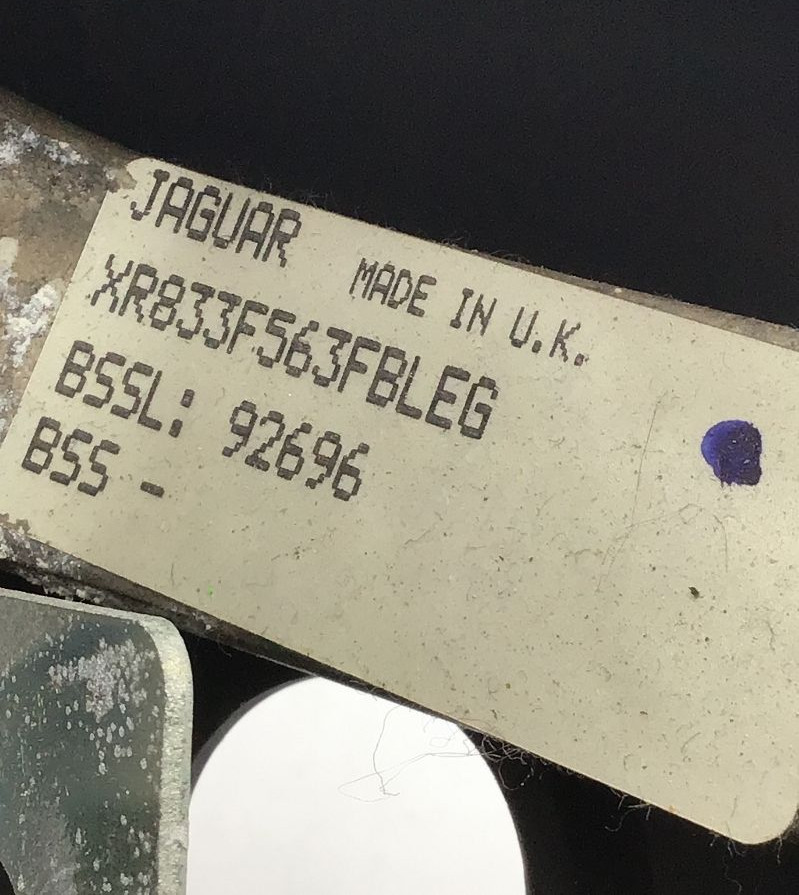 JAGUAR
MADE IN U.K.
XR833F563FBLEG
BSSL: 92696
BSS -